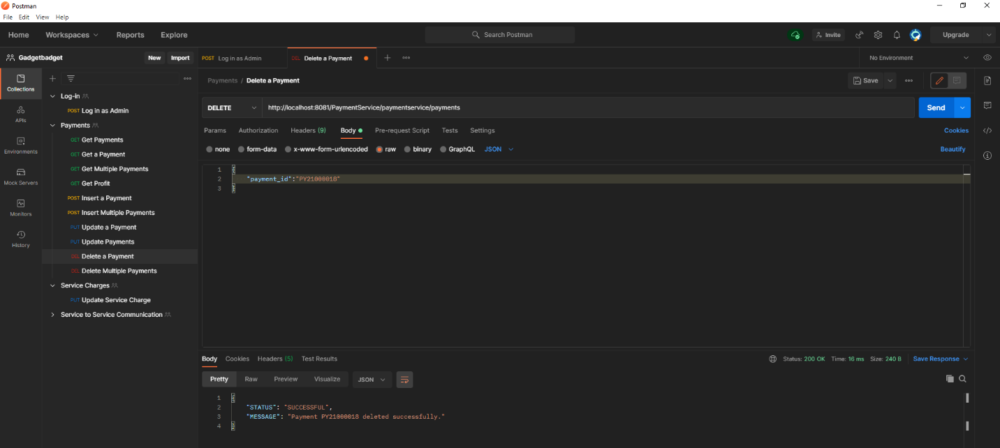 Postman
File Edit View Help
Home Workspaces Reports Explore Search Postman Invite Upgrade
Gadgetbadget New Import POST Log in as Admin DEL Delete a Payment No Environment
Collections
APIs
Environments
Mock Servers
Monitors
History
Log-in
POST Log in as Admin
Payments
GET Get Payments
GET Get a Payment
GET Get Multiple Payments
GET Get Profit
POST Insert a Payment
POST Insert Multiple Payments
PUT Update a Payment
PUT Update Payments
DEL Delete a Payment
DEL Delete Multiple Payments
Service Charges
PUT Update Service Charge
Service to Service Communication
Payments / Delete a Payment Save
DELETE http://localhost:8081/PaymentService/paymentservice/payments Send
Params Authorization Headers (9) Body Pre-request Script Tests Settings Cookies
none form-data x-www-form-urlencoded raw binary GraphQL JSON Beautify
1 {
2 "payment_id":"PY21000018"
3 }
Body Cookies Headers (5) Test Results Status: 200 OK Time: 16 ms Size: 240 B Save Response
Pretty Raw Preview Visualize JSON
1 {
2 "STATUS": "SUCCESSFUL",
3 "MESSAGE": "Payment PY21000018 deleted successfully."
4 }